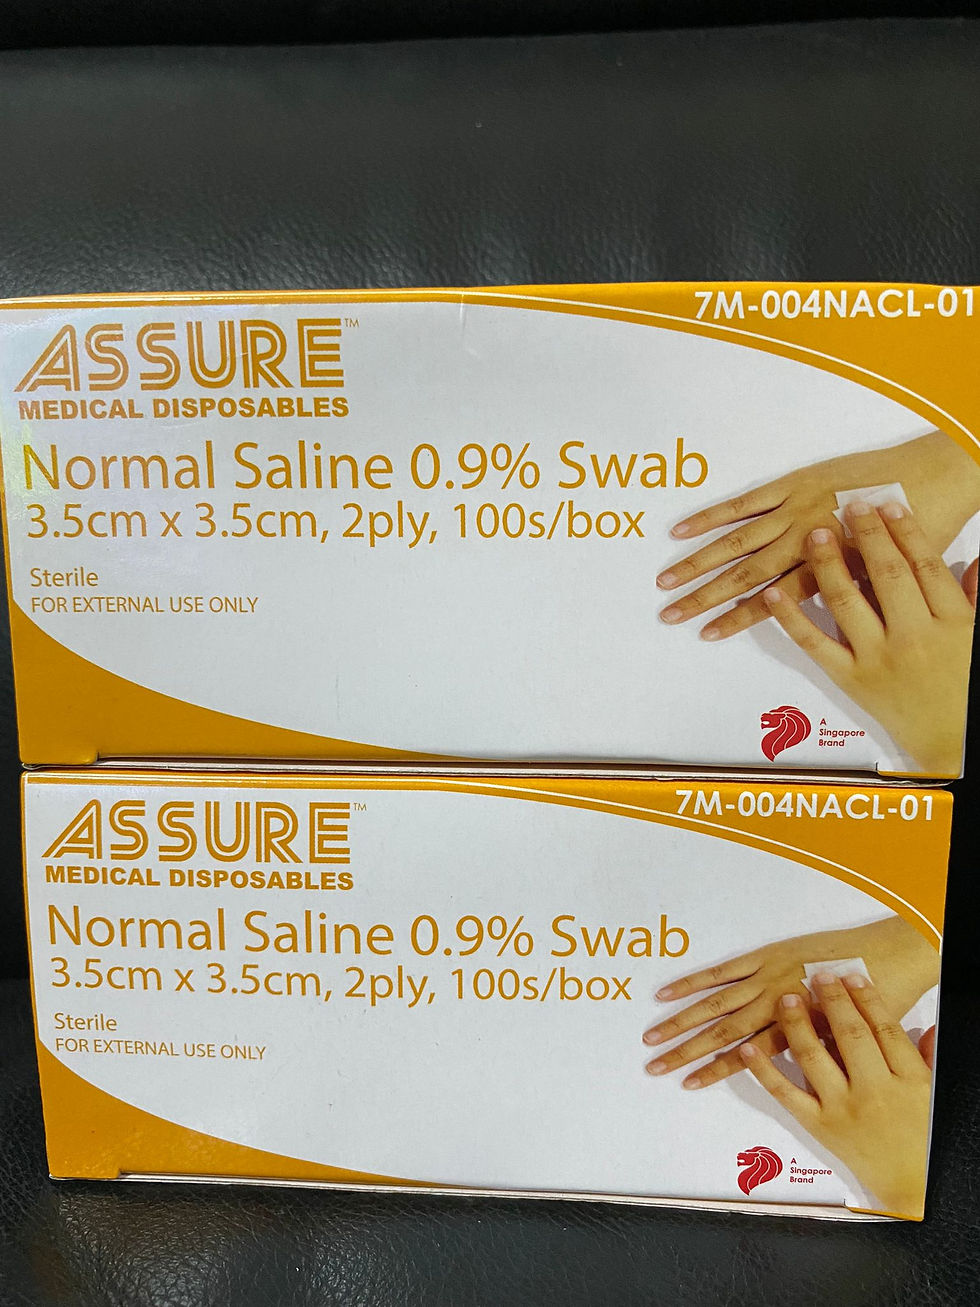 7M-004NACL-01
ASSURE™
MEDICAL DISPOSABLES
Normal Saline 0.9% Swab
3.5cm x 3.5cm, 2ply, 100s/box
Sterile
FOR EXTERNAL USE ONLY
A
Singapore
Brand
7M-004NACL-01
ASSURE™
MEDICAL DISPOSABLES
Normal Saline 0.9% Swab
3.5cm x 3.5cm, 2ply, 100s/box
Sterile
FOR EXTERNAL USE ONLY
A
Singapore
Brand